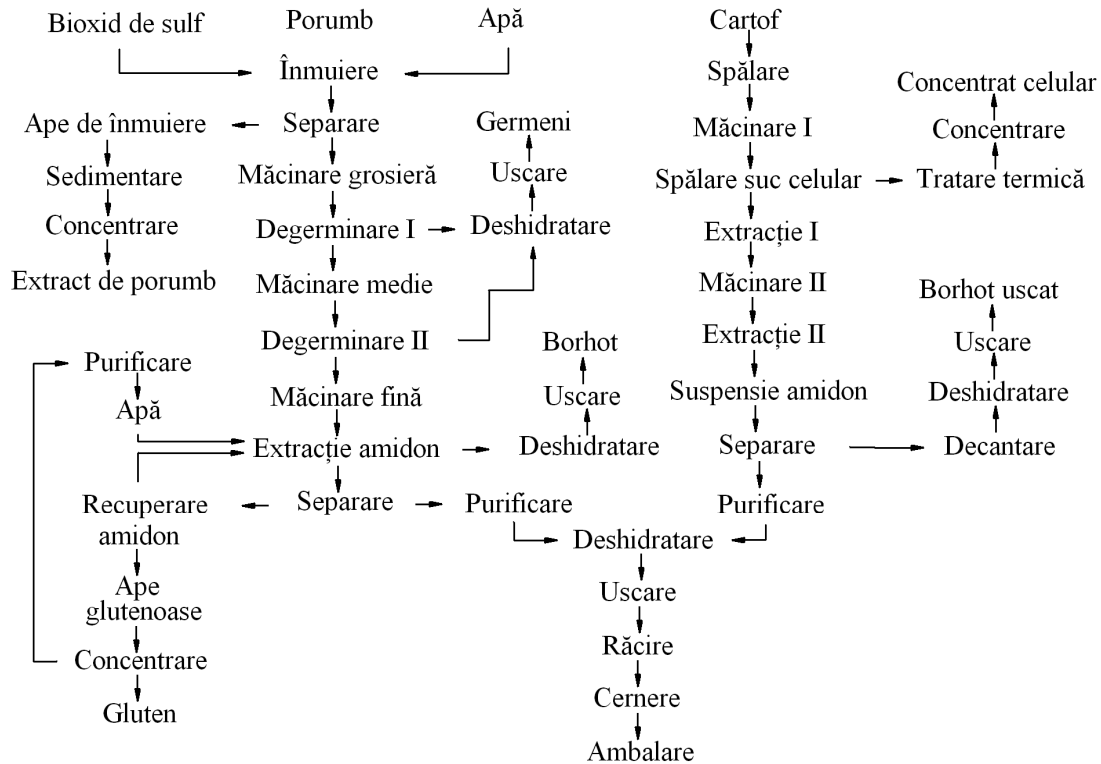 Bioxid de sulf
Porumb
Apă
Înmuiere
Separare
Ape de înmuiere
Sedimentare
Concentrare
Extract de porumb
Măcinare grosieră
Degerminare I
Germeni
Uscare
Deshidratare
Măcinare medie
Degerminare II
Măcinare fină
Purificare
Apă
Extracție amidon
Borhot
Uscare
Deshidratare
Separare
Recuperare
amidon
Ape
glutenoase
Concentrare
Gluten
Purificare
Cartof
Spălare
Măcinare I
Spălare suc celular
Concentrat celular
Concentrare
Tratare termică
Extracție I
Măcinare II
Extracție II
Suspensie amidon
Separare
Borhot uscat
Uscare
Deshidratare
Decantare
Purificare
Deshidratare
Uscare
Răcire
Cernere
Ambalare